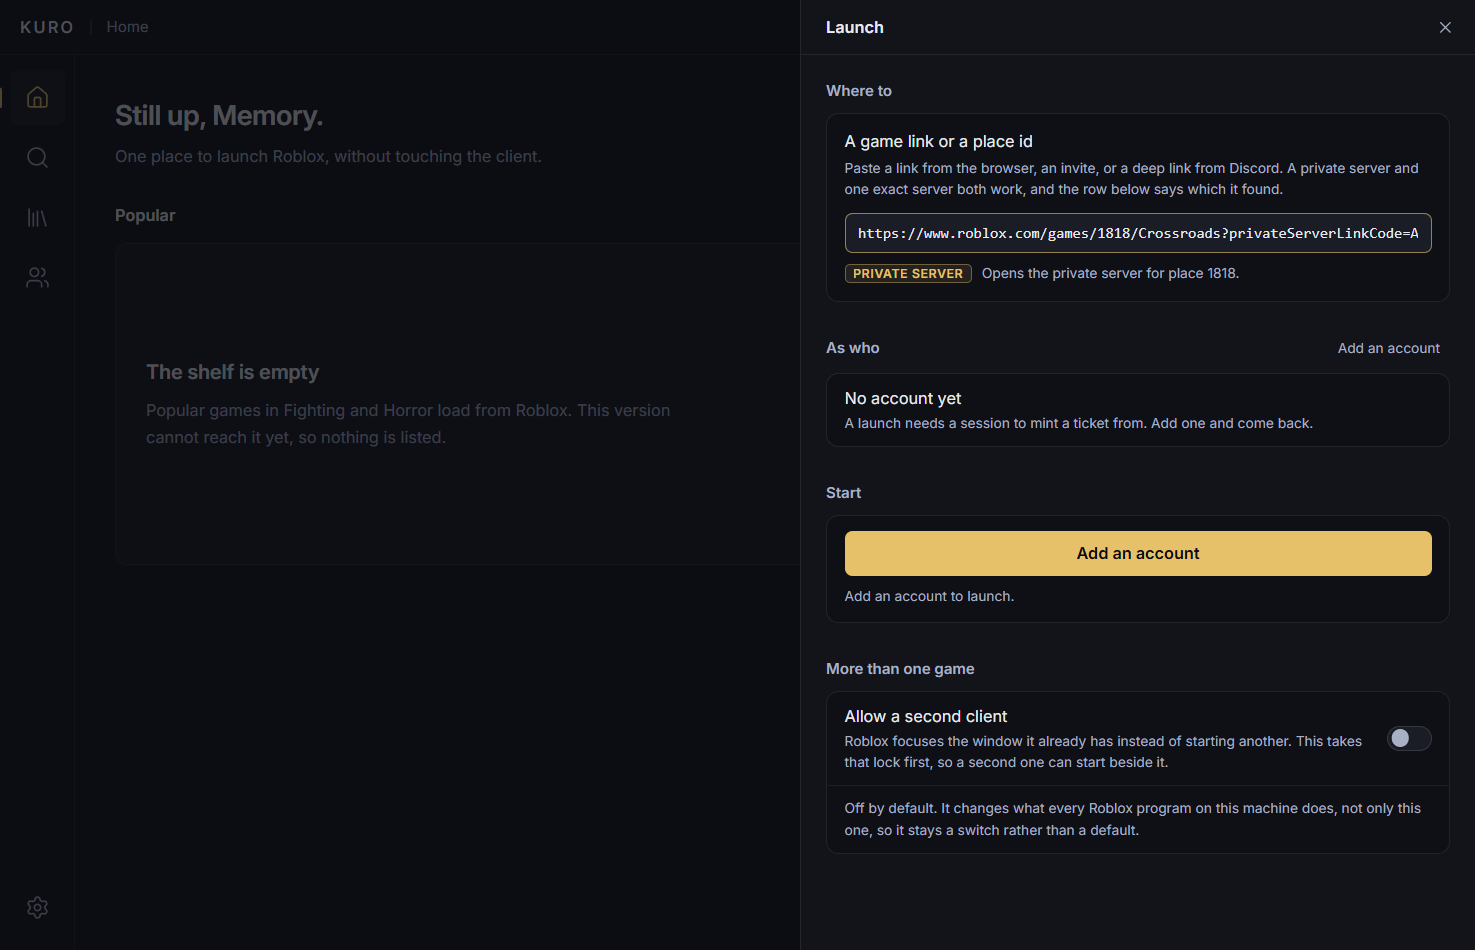 KURO
Home
Still up, Memory.
One place to launch Roblox, without touching the client.
Popular
The shelf is empty
Popular games in Fighting and Horror load from Roblox. This version
cannot reach it yet, so nothing is listed.
Launch
Where to
A game link or a place id
Paste a link from the browser, an invite, or a deep link from Discord. A private server and
one exact server both work, and the row below says which it found.
https://www.roblox.com/games/1818/Crossroads?privateServerLinkCode=A
PRIVATE SERVER Opens the private server for place 1818.
As who
Add an account
No account yet
A launch needs a session to mint a ticket from. Add one and come back.
Start
Add an account
Add an account to launch.
More than one game
Allow a second client
Roblox focuses the window it already has instead of starting another. This takes
that lock first, so a second one can start beside it.
Off by default. It changes what every Roblox program on this machine does, not only this
one, so it stays a switch rather than a default.